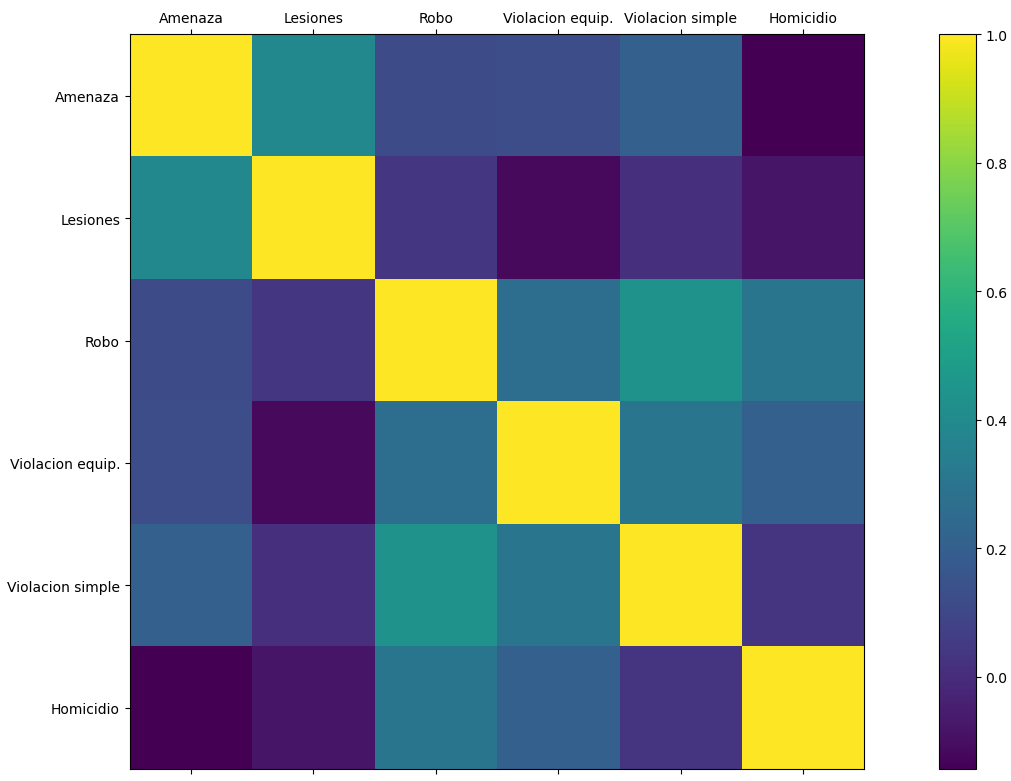 Amenaza Lesiones Robo Violacion equip. Violacion simple Homicidio
1.0
Amenaza
0.8
Lesiones
0.6
Robo
0.4
Violacion equip.
0.2
Violacion simple
0.0
Homicidio